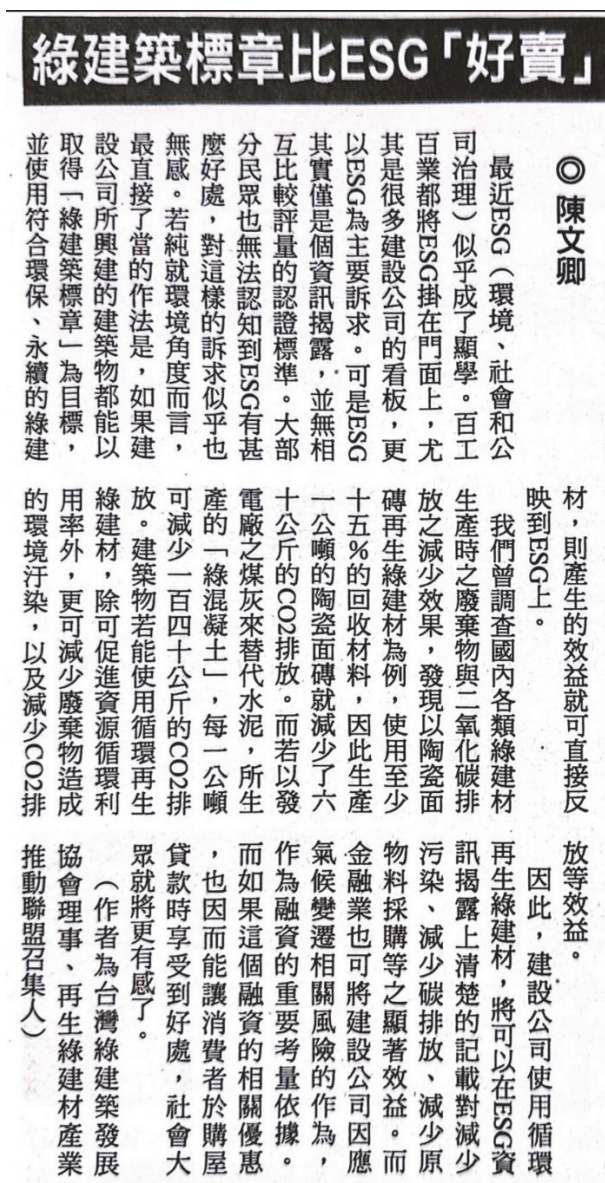 綠建築標章比ESG「好賣」
◎ 陳文卿
最近ESG（環境、社會和公
司治理）似乎成了顯學。百工
百業都將ESG掛在門面上，尤
其是很多建設公司的看板，更
以ESG為主要訴求。可是ESG
其實僅是個資訊揭露，並無相
互比較評量的認證標準。大部
分民眾也無法認知到ESG有甚
麼好處，對這樣的訴求似乎也
無感。若純就環境角度而言，
最直接了當的作法是，如果建
設公司所興建的建築物都能以
取得「綠建築標章」為目標，
並使用符合環保、永續的綠建
材，則產生的效益就可直接反
映到ESG上。
我們曾調查國內各類綠建材
生產時之廢棄物與二氧化碳排
放之減少效果，發現以陶瓷面
磚再生綠建材為例，使用至少
十五%的回收材料，因此生產
一公噸的陶瓷面磚就減少了六
十公斤的CO2排放。而若以發
電廠之煤灰來替代水泥，所生
產的「綠混凝土」，每一公噸
可減少一百四十公斤的CO2排
放。建築物若能使用循環再生
綠建材，除可促進資源循環利
用率外，更可減少廢棄物造成
的環境汙染，以及減少CO2排
放等效益。
因此，建設公司使用循環
再生綠建材，將可以在ESG資
訊揭露上清楚的記載對減少
污染、減少碳排放、減少原
物料採購等之顯著效益。而
金融業也可將建設公司因應
氣候變遷相關風險的作為，
作為融資的重要考量依據。
而如果這個融資的相關優惠
，也因而能讓消費者於購屋
貸款時享受到好處，社會大
眾就將更有感了。
（作者為台灣綠建築發展
協會理事、再生綠建材產業
推動聯盟召集人）